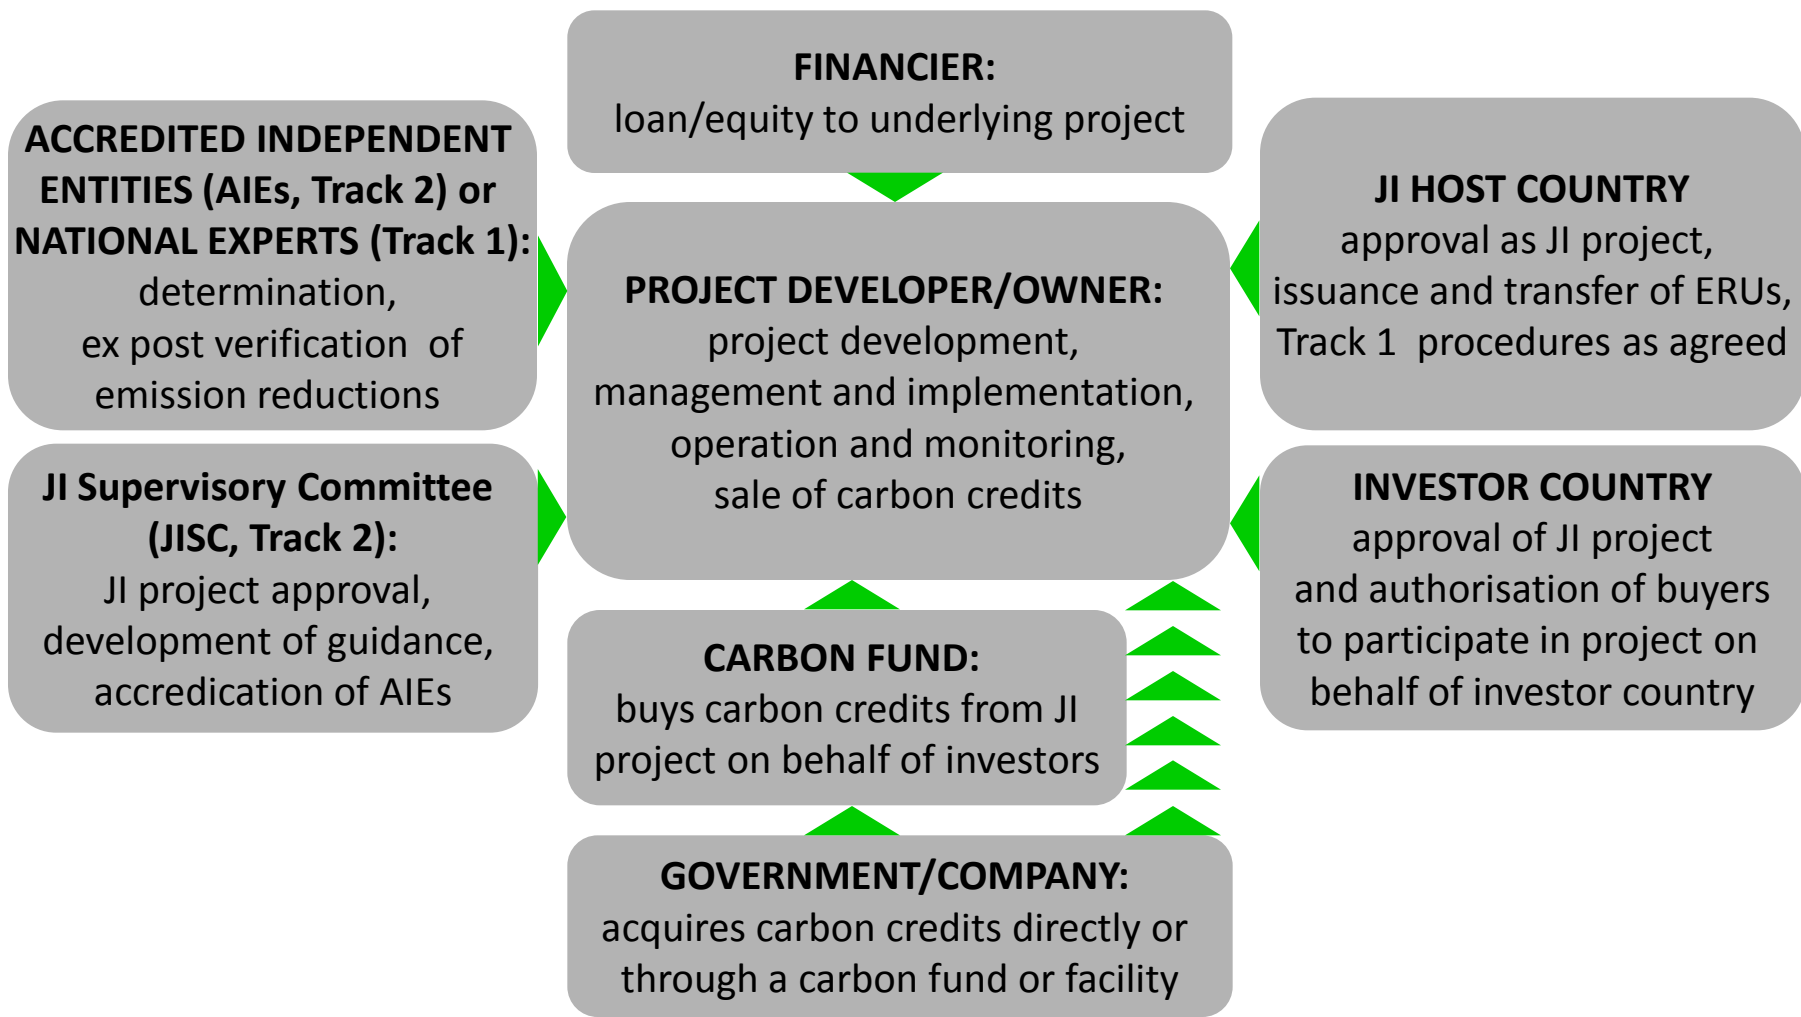 FINANCIER:
loan/equity to underlying project
ACCREDITED INDEPENDENT
ENTITIES (AIEs, Track 2) or
NATIONAL EXPERTS (Track 1):
determination,
ex post verification of
emission reductions
JI HOST COUNTRY
approval as JI project,
issuance and transfer of ERUs,
Track 1 procedures as agreed
PROJECT DEVELOPER/OWNER:
project development,
management and implementation,
operation and monitoring,
sale of carbon credits
JI Supervisory Committee
(JISC, Track 2):
JI project approval,
development of guidance,
accredication of AIEs
INVESTOR COUNTRY
approval of JI project
and authorisation of buyers
to participate in project on
behalf of investor country
CARBON FUND:
buys carbon credits from JI
project on behalf of investors
GOVERNMENT/COMPANY:
acquires carbon credits directly or
through a carbon fund or facility